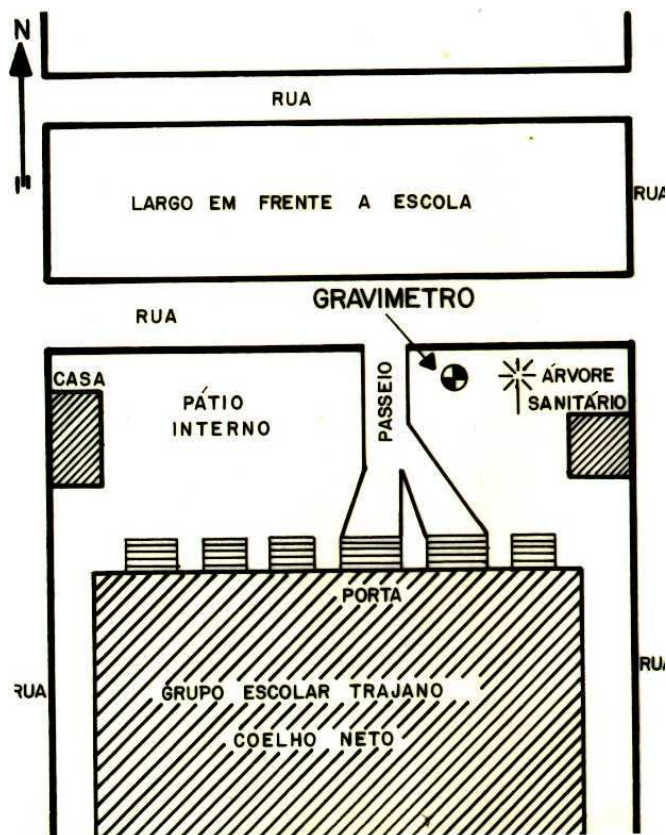 N
RUA
LARGO EM FRENTE A ESCOLA
RUA
GRAVIMETRO
RUA
CASA
PÁTIO
INTERNO
PASSEIO
ÁRVORE
SANITÁRIO
PORTA
GRUPO ESCOLAR TRAJANO
COELHO NETO
RUA
RUA